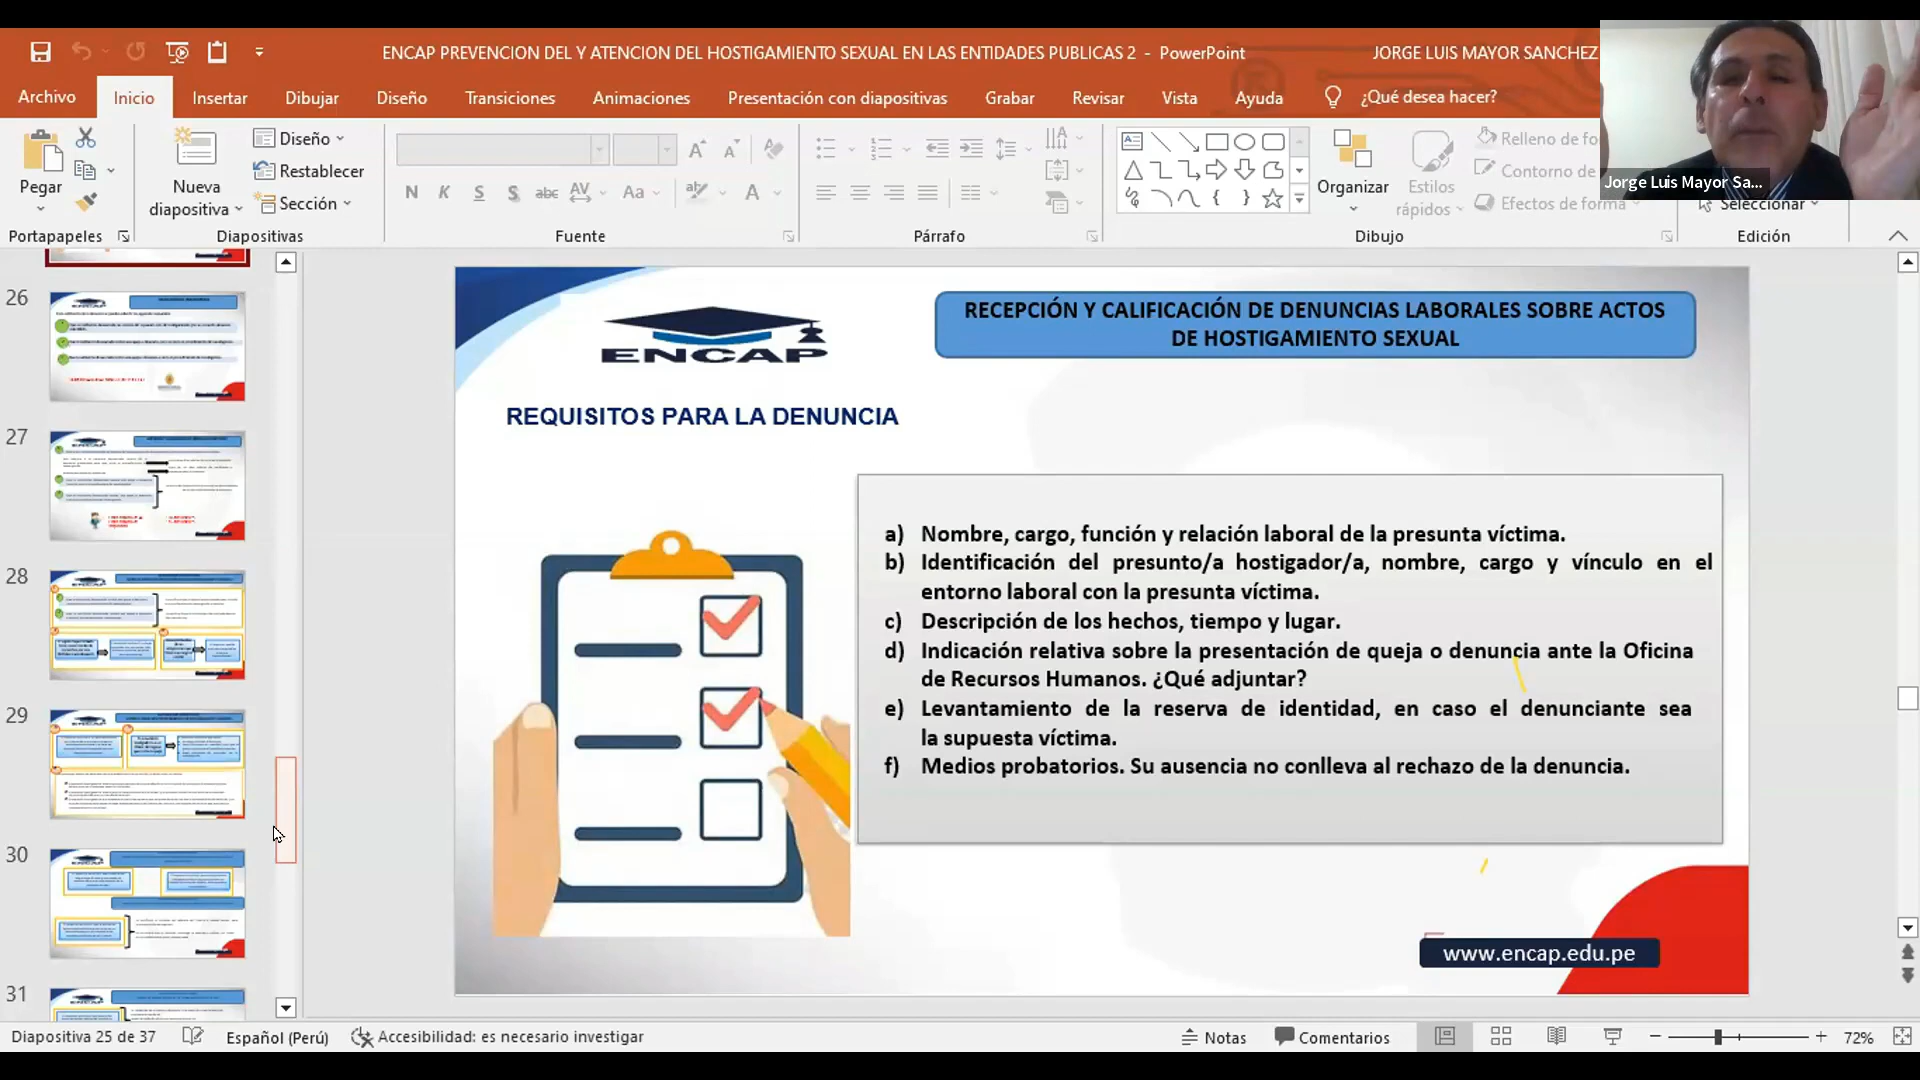 ENCAP PREVENCION DEL Y ATENCION DEL HOSTIGAMIENTO SEXUAL EN LAS ENTIDADES PUBLICAS 2 - PowerPoint
JORGE LUIS MAYOR SANCHEZ
Archivo
Inicio
Insertar
Dibujar
Diseño
Transiciones
Animaciones
Presentación con diapositivas
Grabar
Revisar
Vista
Ayuda
¿Qué desea hacer?
Pegar
Portapapeles
Nueva
diapositiva
Diseño
Restablecer
Sección
Diapositivas
N K S S abc AV Aa A
Fuente
Párrafo
Organizar
Estilos
rápidos
Relleno de fo
Contorno de
Efectos de forma
Dibujo
Jorge Luis Mayor Sa...
Seleccionar
Edición
26
27
28
29
30
31
ENCAP
RECEPCIÓN Y CALIFICACIÓN DE DENUNCIAS LABORALES SOBRE ACTOS
DE HOSTIGAMIENTO SEXUAL
REQUISITOS PARA LA DENUNCIA
a) Nombre, cargo, función y relación laboral de la presunta víctima.
b) Identificación del presunto/a hostigador/a, nombre, cargo y vínculo en el
entorno laboral con la presunta víctima.
c) Descripción de los hechos, tiempo y lugar.
d) Indicación relativa sobre la presentación de queja o denuncia ante la Oficina
de Recursos Humanos. ¿Qué adjuntar?
e) Levantamiento de la reserva de identidad, en caso el denunciante sea
la supuesta víctima.
f) Medios probatorios. Su ausencia no conlleva al rechazo de la denuncia.
www.encap.edu.pe
Diapositiva 25 de 37
Español (Perú)
Accesibilidad: es necesario investigar
Notas
Comentarios
72%